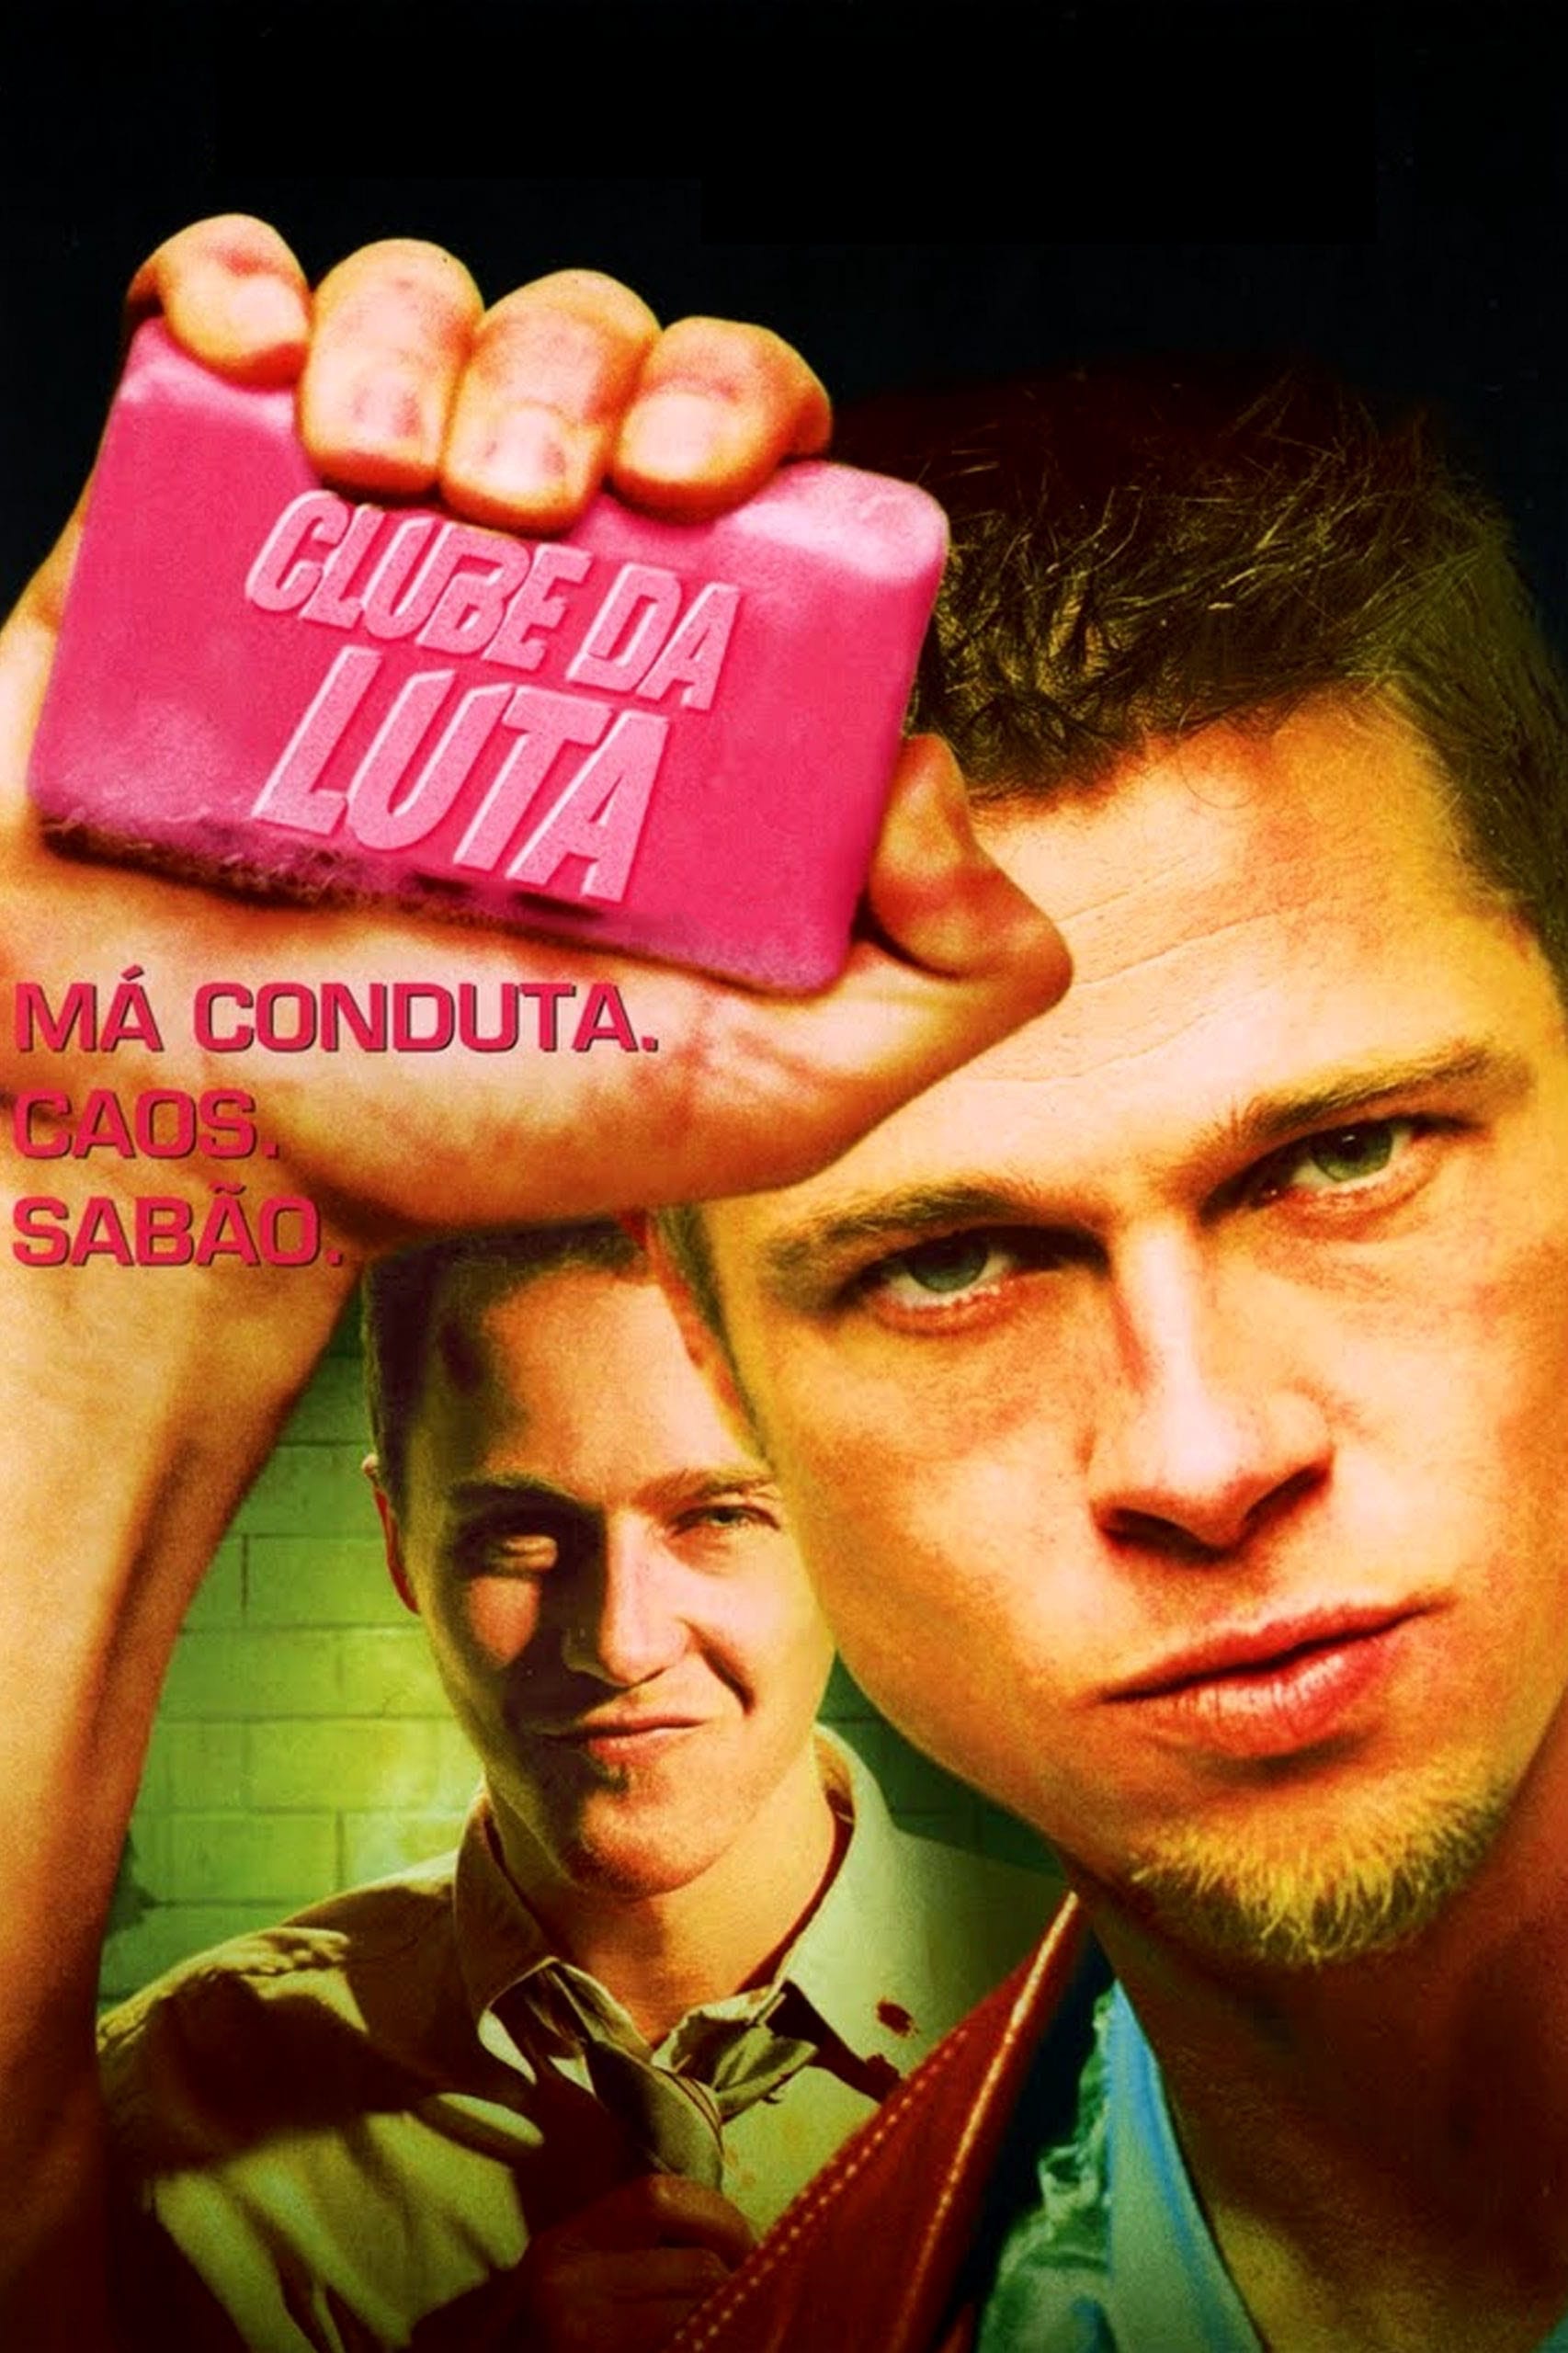 CLUBE DA
LUTA
MÁ CONDUTA.
CAOS.
SABÃO.